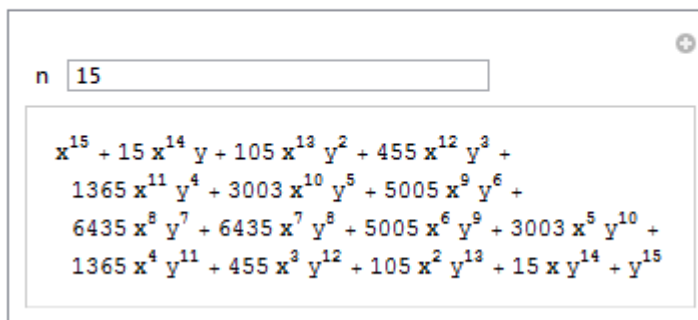 n 15
x^15 + 15 x^14 y + 105 x^13 y^2 + 455 x^12 y^3 +
1365 x^11 y^4 + 3003 x^10 y^5 + 5005 x^9 y^6 +
6435 x^8 y^7 + 6435 x^7 y^8 + 5005 x^6 y^9 + 3003 x^5 y^10 +
1365 x^4 y^11 + 455 x^3 y^12 + 105 x^2 y^13 + 15 x y^14 + y^15